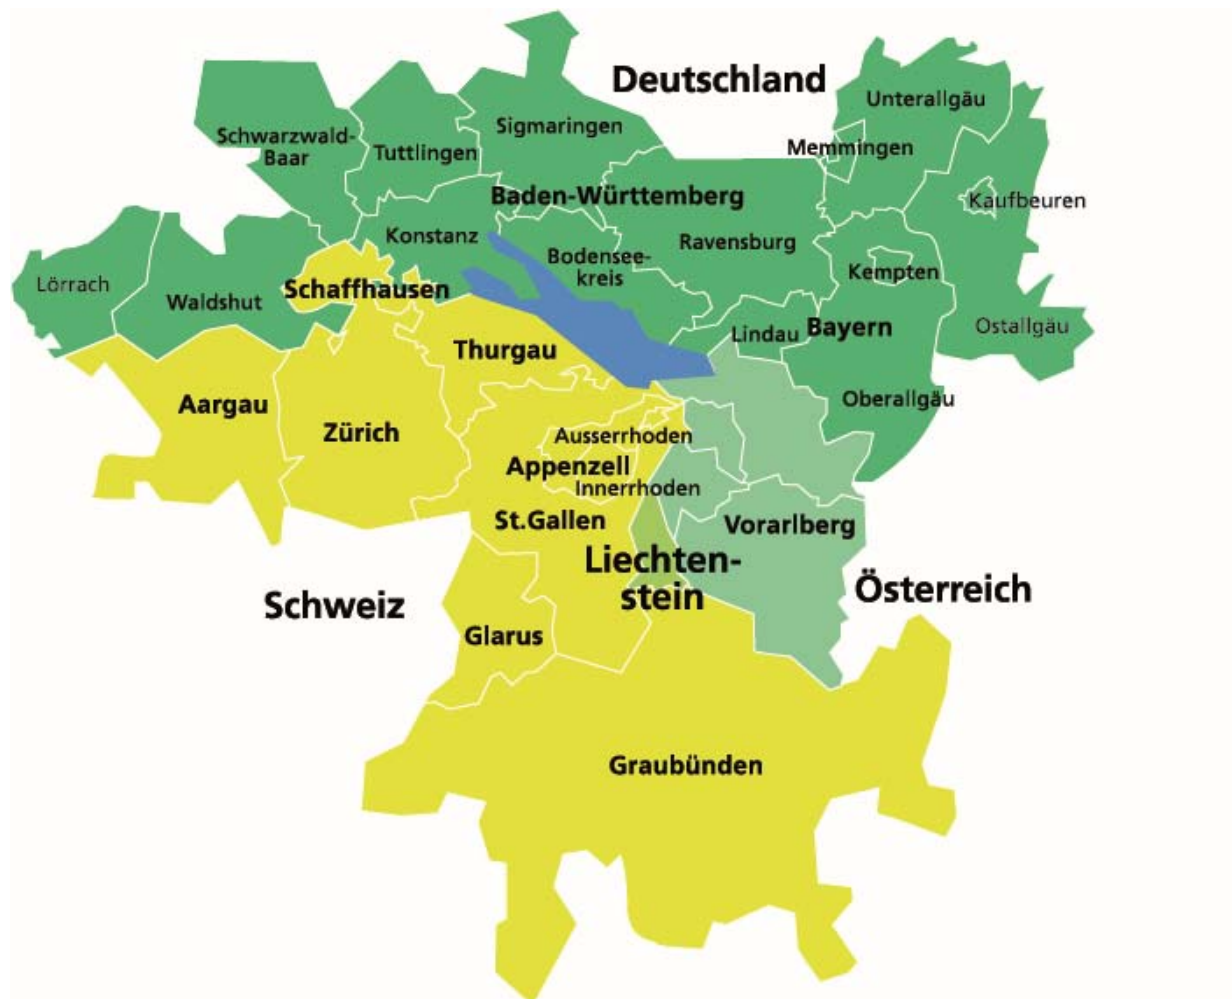 Deutschland
Unterallgäu
Sigmaringen
Schwarzwald-
Baar
Tuttlingen
Memmingen
Baden-Württemberg
Kaufbeuren
Konstanz
Ravensburg
Bodensee-
kreis
Kempten
Lörrach
Schaffhausen
Waldshut
Lindau
Bayern
Ostallgäu
Thurgau
Oberallgäu
Aargau
Zürich
Ausserrhoden
Appenzell
Innerrhoden
St.Gallen
Vorarlberg
Liechten-
stein
Österreich
Schweiz
Glarus
Graubünden